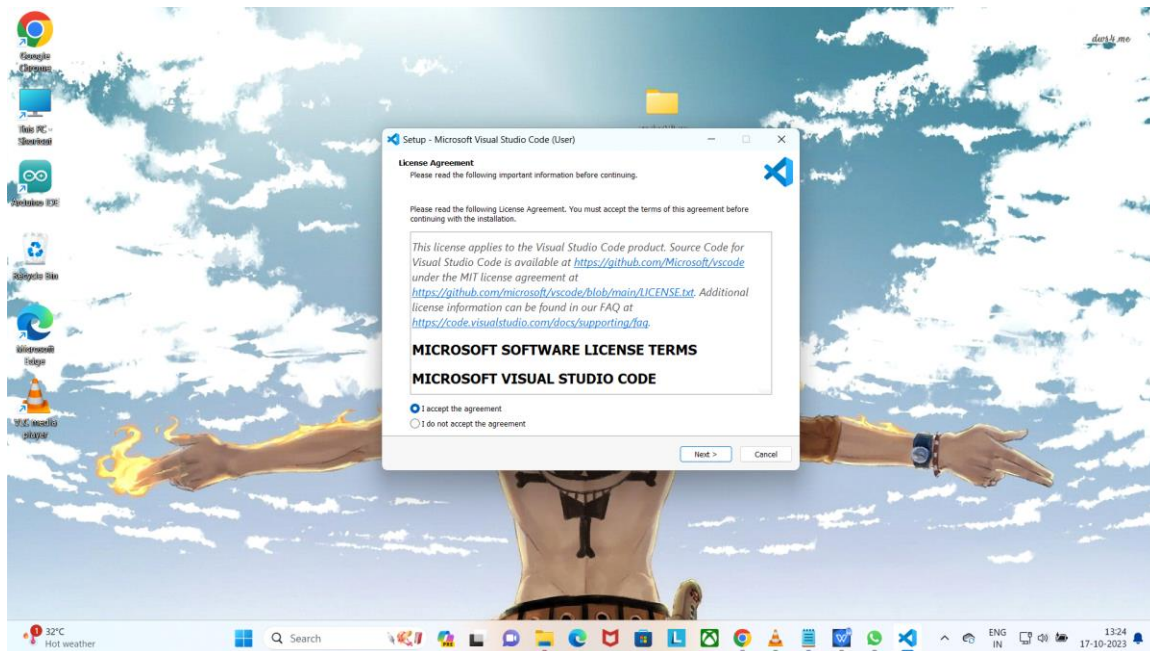 Google
Chrome
This PC -
Shortcut
Arduino IDE
Recycle Bin
Microsoft
Edge
VLC media
player
Setup - Microsoft Visual Studio Code (User)
License Agreement
Please read the following important information before continuing.
Please read the following License Agreement. You must accept the terms of this agreement before
continuing with the installation.
This license applies to the Visual Studio Code product. Source Code for
Visual Studio Code is available at https://github.com/Microsoft/vscode
under the MIT license agreement at
https://github.com/microsoft/vscode/blob/main/LICENSE.txt. Additional
license information can be found in our FAQ at
https://code.visualstudio.com/docs/supporting/faq.
MICROSOFT SOFTWARE LICENSE TERMS
MICROSOFT VISUAL STUDIO CODE
I accept the agreement
I do not accept the agreement
Next >
Cancel
1
32°C
Hot weather
Search
PRE
L
W
ENG
IN
13:24
17-10-2023